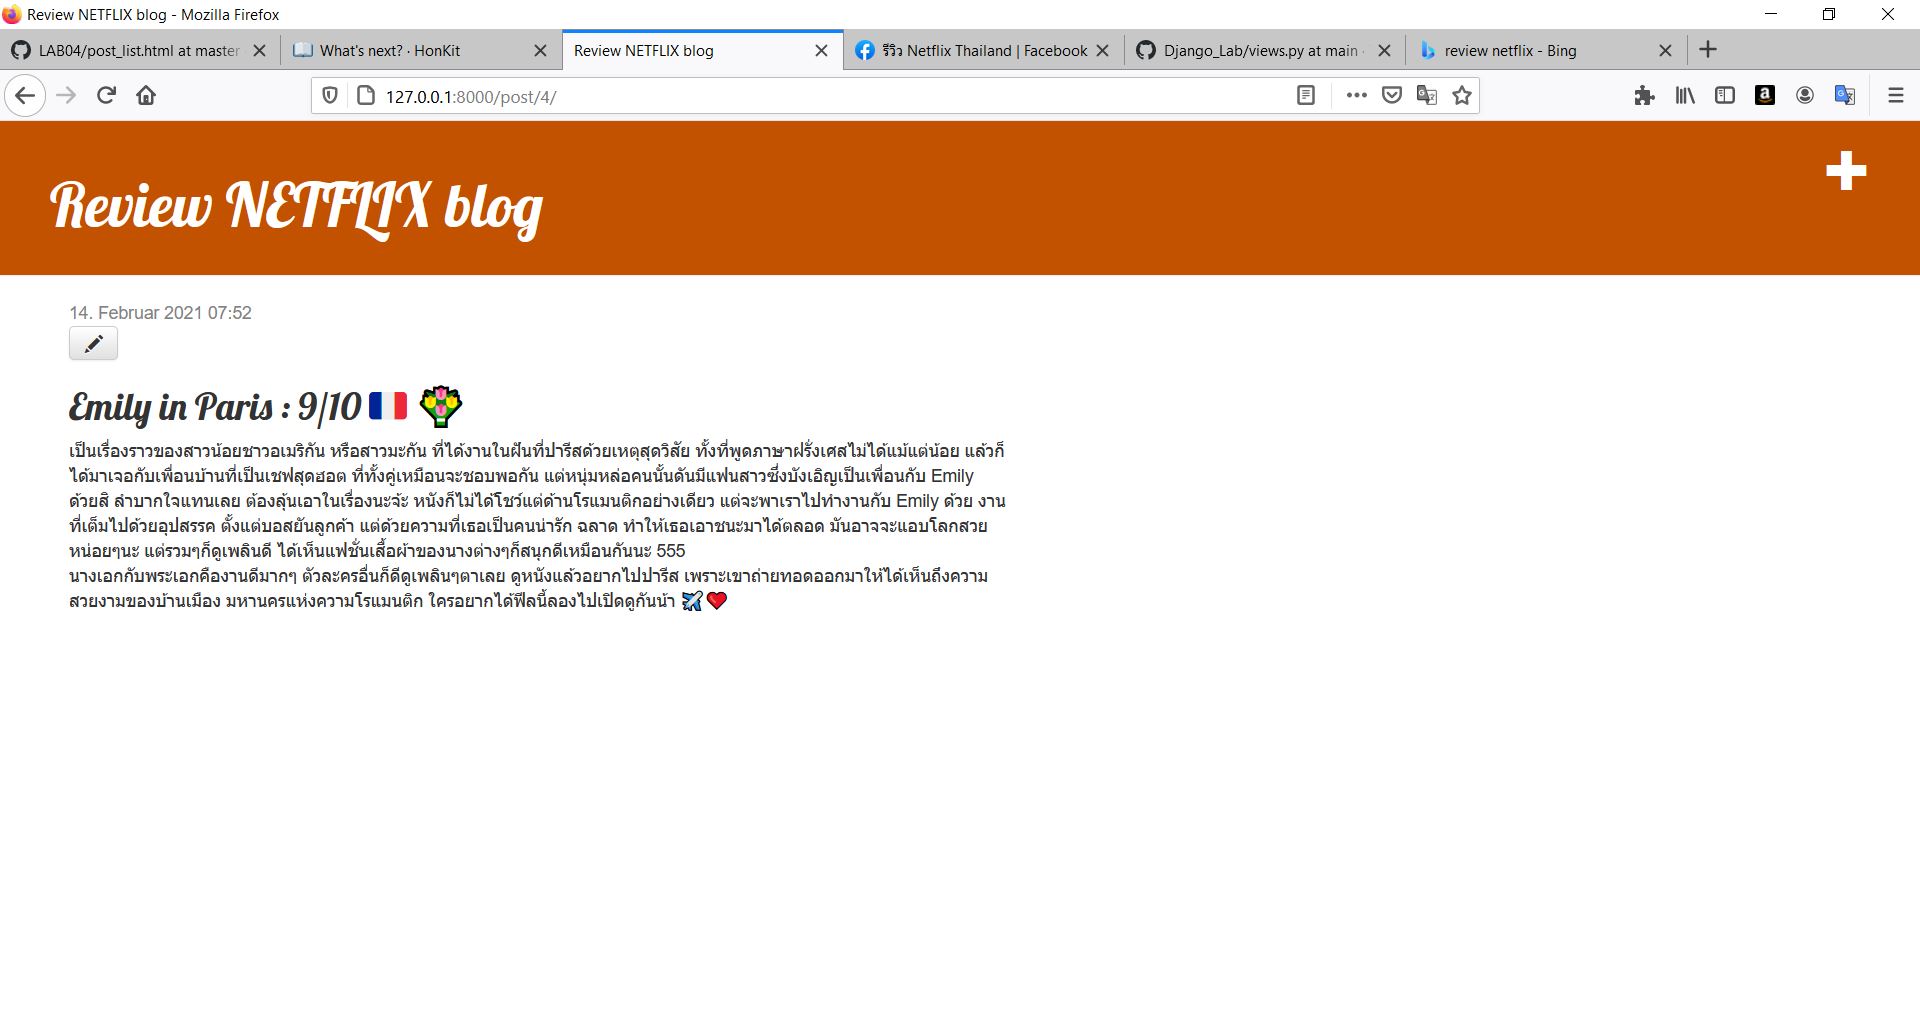 Review NETFLIX blog - Mozilla Firefox
LAB04/post_list.html at master
What's next? · HonKit
Review NETFLIX blog
รีวิว Netflix Thailand | Facebook
Django_Lab/views.py at main
review netflix - Bing
127.0.0.1:8000/post/4/
Review NETFLIX blog
14. Februar 2021 07:52
Emily in Paris : 9/10 🇫🇷 💐
เป็นเรื่องราวของสาวน้อยชาวอเมริกัน หรือสาวมะกัน ที่ได้งานในฝันที่ปารีสด้วยเหตุสุดวิสัย ทั้งที่พูดภาษาฝรั่งเศสไม่ได้แม้แต่น้อย แล้วก็
ได้มาเจอกับเพื่อนบ้านที่เป็นเชฟสุดฮอต ที่ทั้งคู่เหมือนจะชอบพอกัน แต่หนุ่มหล่อคนนั้นดันมีแฟนสาวซึ่งบังเอิญเป็นเพื่อนกับ Emily
ด้วยสิ ลำบากใจแทนเลย ต้องลุ้นเอาในเรื่องนะจ้ะ หนังก็ไม่ได้โชว์แต่ด้านโรแมนติกอย่างเดียว แต่จะพาเราไปทำงานกับ Emily ด้วย งาน
ที่เต็มไปด้วยอุปสรรค ตั้งแต่บอสยันลูกค้า แต่ด้วยความที่เธอเป็นคนน่ารัก ฉลาด ทำให้เธอเอาชนะมาได้ตลอด มันอาจจะแอบโลกสวย
หน่อยๆนะ แต่รวมๆก็ดูเพลินดี ได้เห็นแฟชั่นเสื้อผ้าของนางต่างๆก็สนุกดีเหมือนกันนะ 555
นางเอกกับพระเอกคืองานดีมากๆ ตัวละครอื่นก็ดีดูเพลินๆตาเลย ดูหนังแล้วอยากไปปารีส เพราะเขาถ่ายทอดออกมาให้ได้เห็นถึงความ
สวยงามของบ้านเมือง มหานครแห่งความโรแมนติก ใครอยากได้ฟีลนี้ลองไปเปิดดูกันน้า ✈️❤️